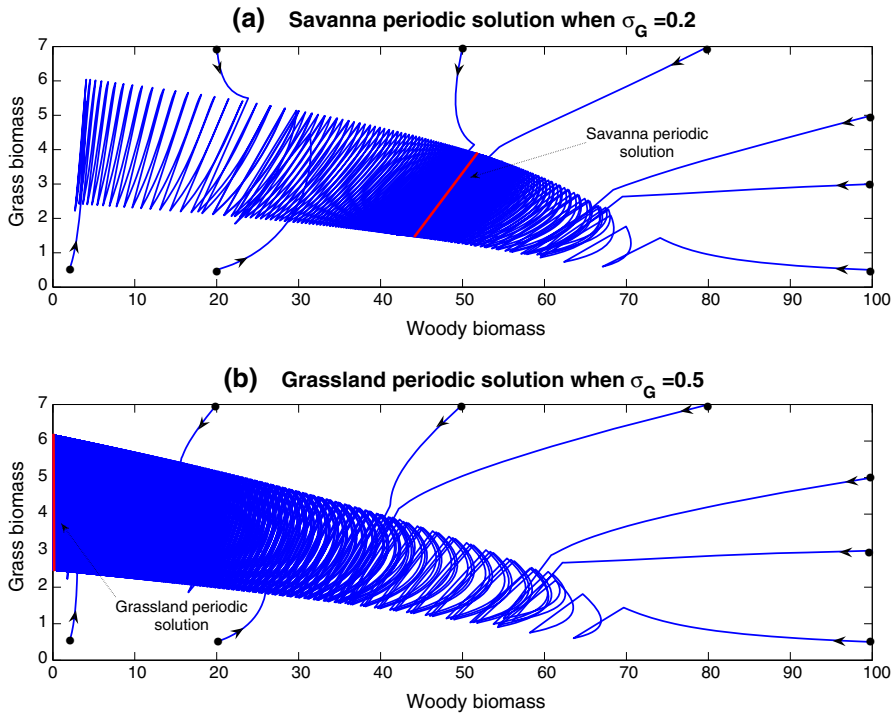 (a) Savanna periodic solution when σG =0.2
7
6
5
4
3
2
1
0
Grass biomass
Savanna periodic
solution
0 10 20 30 40 50 60 70 80 90 100
Woody biomass
(b) Grassland periodic solution when σG =0.5
7
6
5
4
3
2
1
0
Grass biomass
Grassland periodic
solution
0 10 20 30 40 50 60 70 80 90 100
Woody biomass